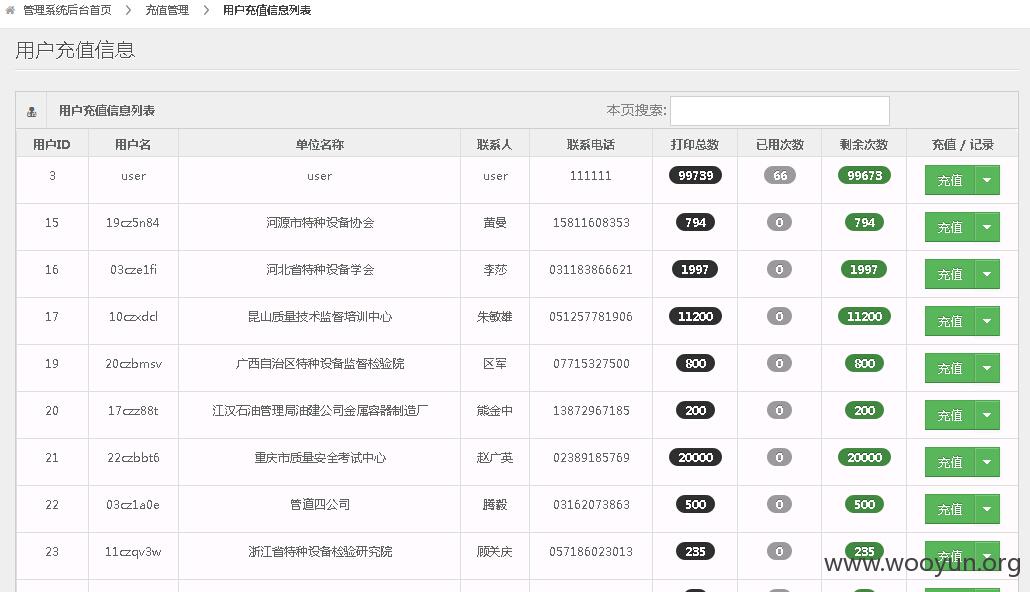 管理系统后台首页 > 充值管理 > 用户充值信息列表
用户充值信息
用户充值信息列表 本页搜索:
用户ID 用户名 单位名称 联系人 联系电话 打印总数 已用次数 剩余次数 充值 / 记录
3 user user user 111111 99739 66 99673 充值
15 19cz5n84 河源市特种设备协会 黄曼 15811608353 794 0 794 充值
16 03cze1fi 河北省特种设备学会 李莎 031183866621 1997 0 1997 充值
17 10czxdcl 昆山质量技术监督培训中心 朱敏雄 051257781906 11200 0 11200 充值
19 20czbmsv 广西自治区特种设备监督检验院 区军 07715327500 800 0 800 充值
20 17czz88t 江汉石油管理局油建公司金属容器制造厂 熊金中 13872967185 200 0 200 充值
21 22czbbt6 重庆市质量安全考试中心 赵广英 02389185769 20000 0 20000 充值
22 03cz1a0e 管道四公司 腾毅 03162073863 500 0 500 充值
23 11czqv3w 浙江省特种设备检验研究院 顾关庆 057186023013 235 0 235 充值
www.wooyun.org